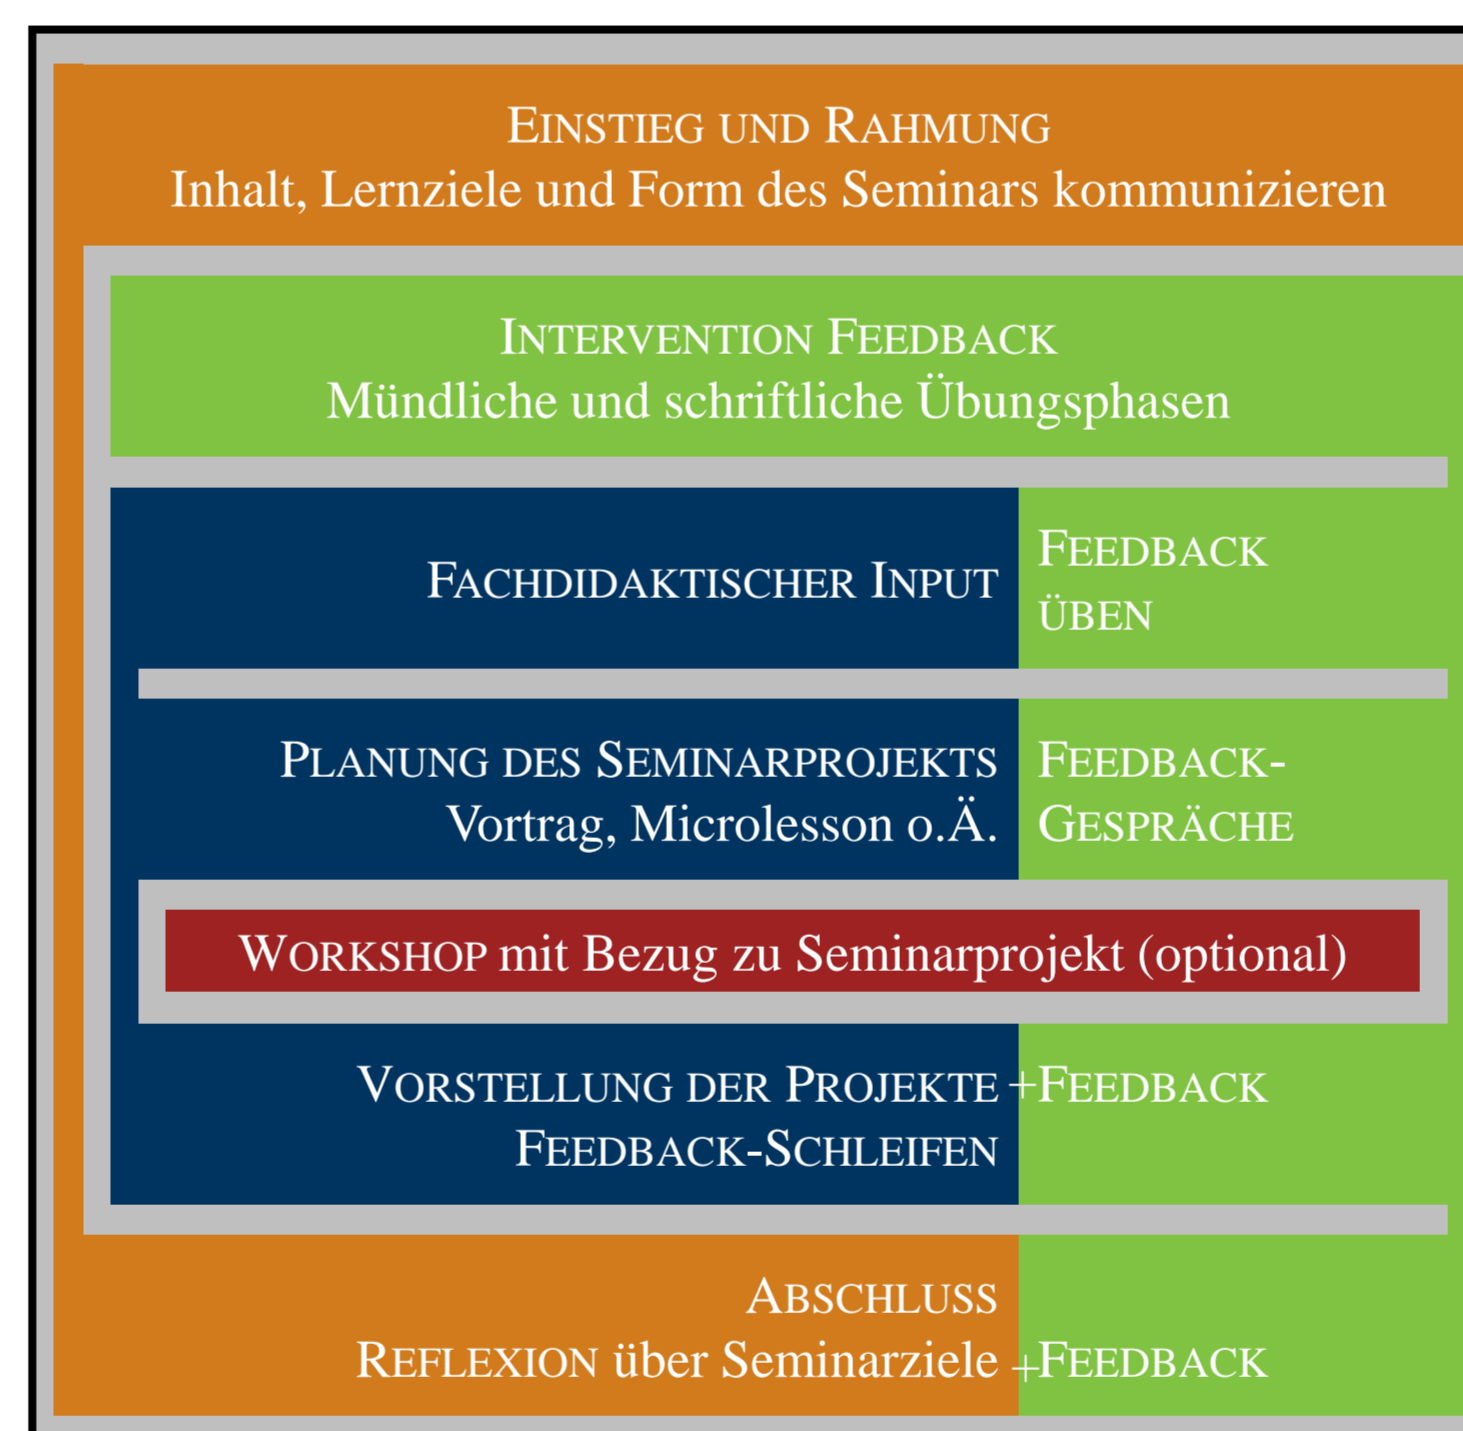 EINSTIEG UND RAHMUNG
Inhalt, Lernziele und Form des Seminars kommunizieren
INTERVENTION FEEDBACK
Mündliche und schriftliche Übungsphasen
FACHDIDAKTISCHER INPUT
FEEDBACK
ÜBEN
PLANUNG DES SEMINARPROJEKTS
Vortrag, Microlesson o.Ä.
FEEDBACK-
GESPRÄCHE
WORKSHOP mit Bezug zu Seminarprojekt (optional)
VORSTELLUNG DER PROJEKTE +FEEDBACK
FEEDBACK-SCHLEIFEN
ABSCHLUSS
REFLEXION über Seminarziele +FEEDBACK